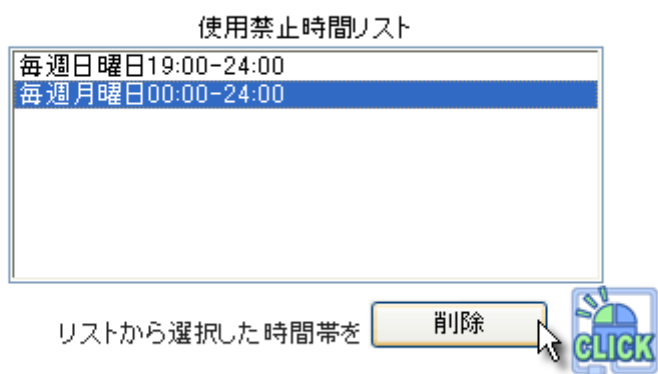 使用禁止時間リスト
毎週日曜日19:00-24:00
毎週月曜日00:00-24:00
リストから選択した時間帯を 削除
CLICK